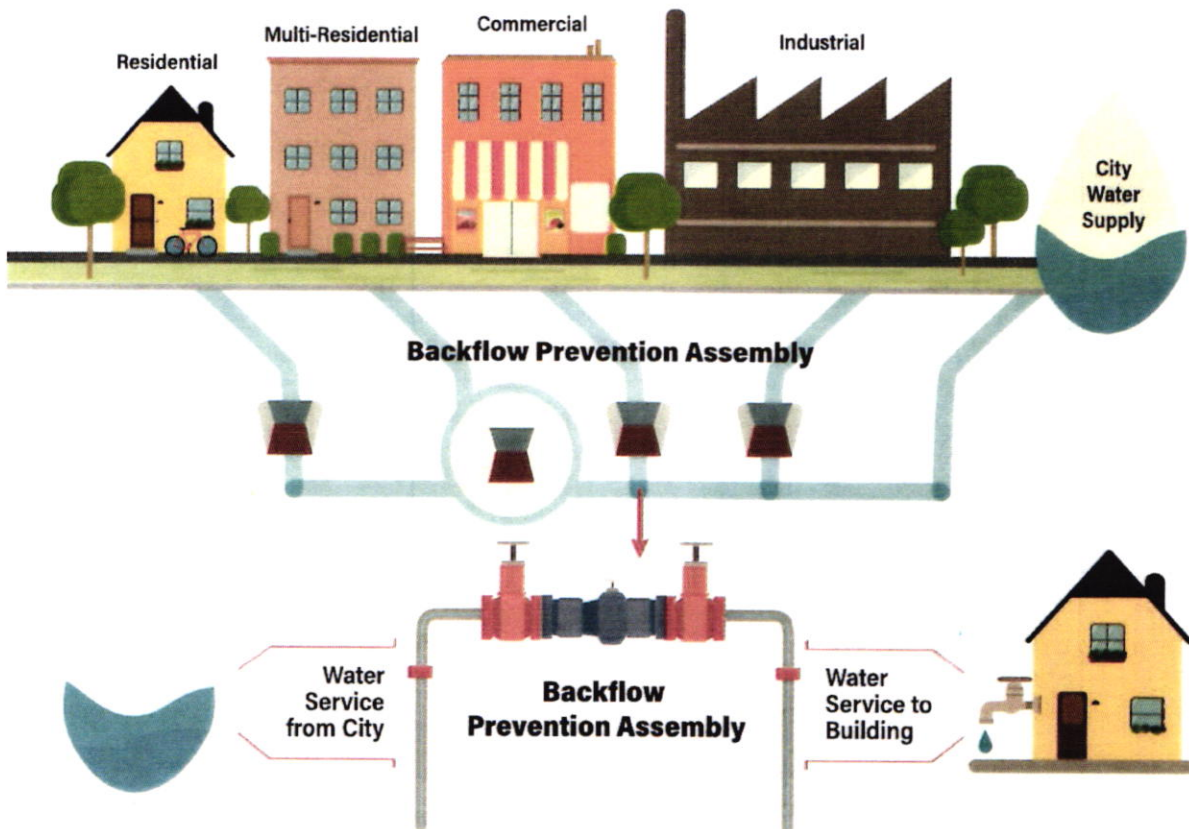 Residential
Multi-Residential
Commercial
Industrial
City
Water
Supply
Backflow Prevention Assembly
Water
Service
from City
Backflow
Prevention Assembly
Water
Service to
Building